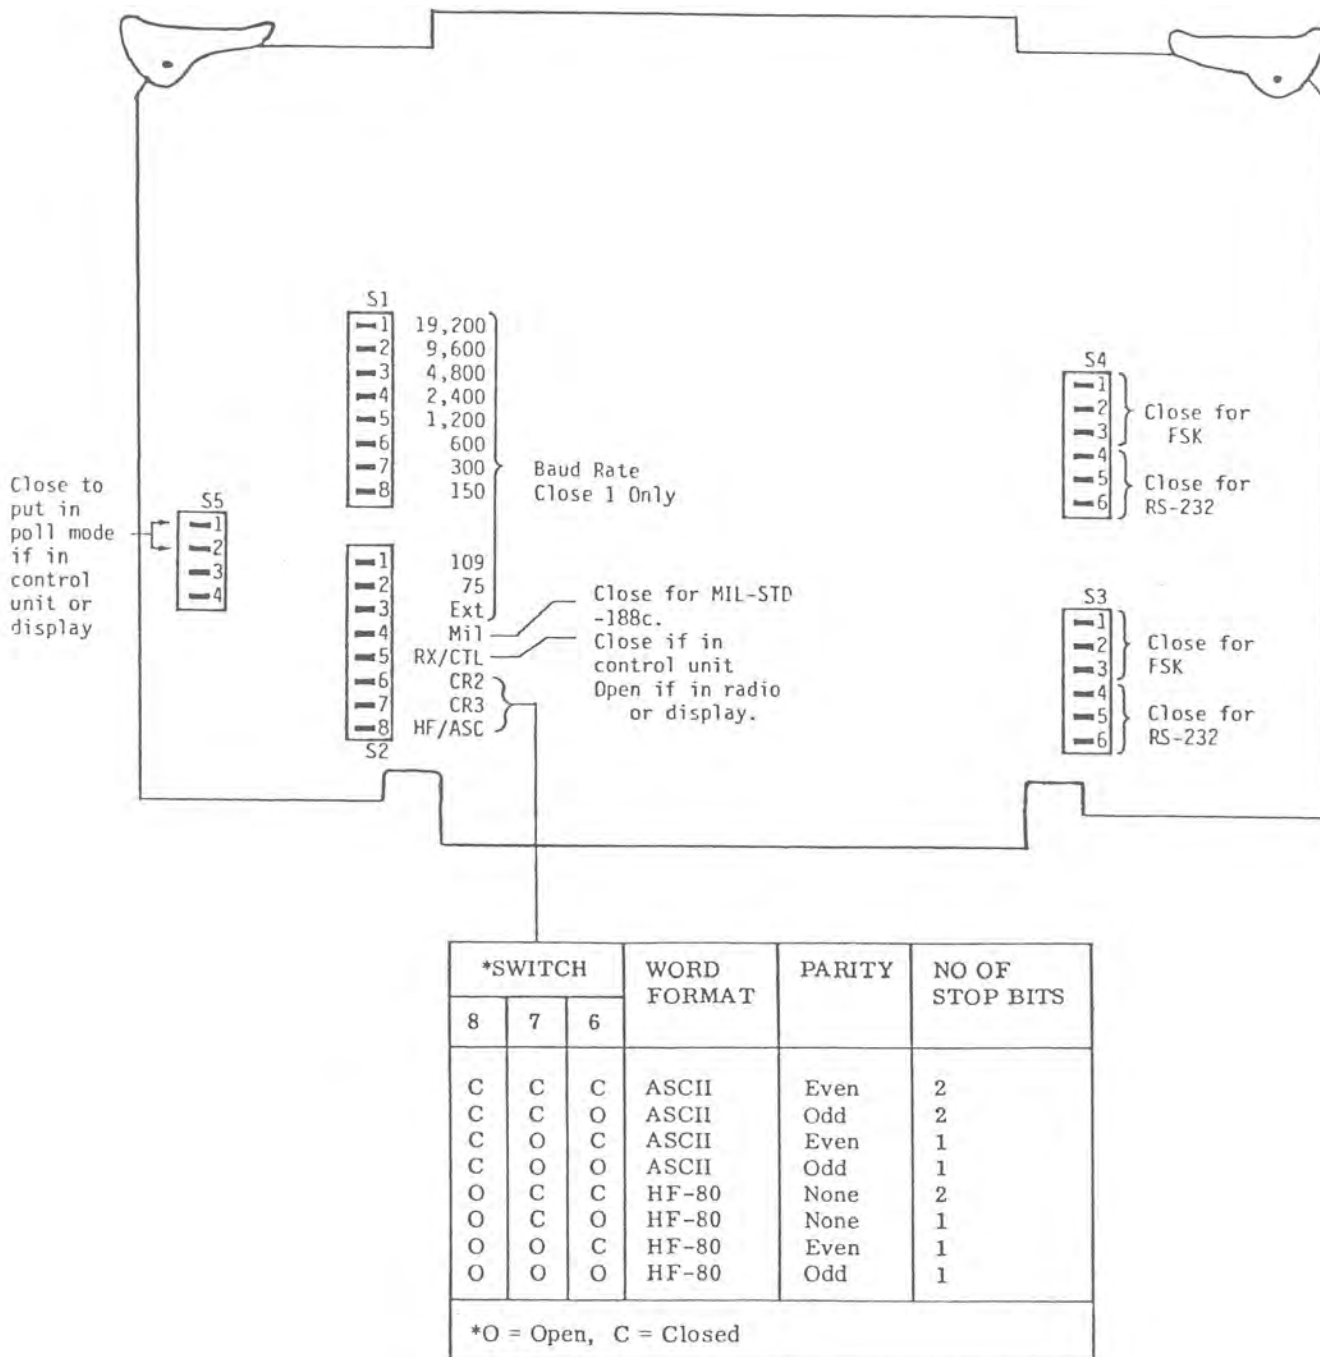 S1
1 19,200
2 9,600
3 4,800
4 2,400
5 1,200
6 600
7 300
8 150
Baud Rate
Close 1 Only
1 109
2 75
3 Ext
4 Mil
5 RX/CTL
6 CR2
7 CR3
8 HF/ASC
S2
Close for MIL-STD
-188c.
Close if in
control unit
Open if in radio
or display.
Close to
put in
poll mode
if in
control
unit or
display
S5
1
2
3
4
S4
1
2
3
4
5
6
Close for
FSK
Close for
RS-232
S3
1
2
3
4
5
6
Close for
FSK
Close for
RS-232
*SWITCH WORD FORMAT PARITY NO OF STOP BITS
8 7 6
C C C ASCII Even 2
C C O ASCII Odd 2
C O C ASCII Even 1
C O O ASCII Odd 1
O C C HF-80 None 2
O C O HF-80 None 1
O O C HF-80 Even 1
O O O HF-80 Odd 1
*O = Open, C = Closed